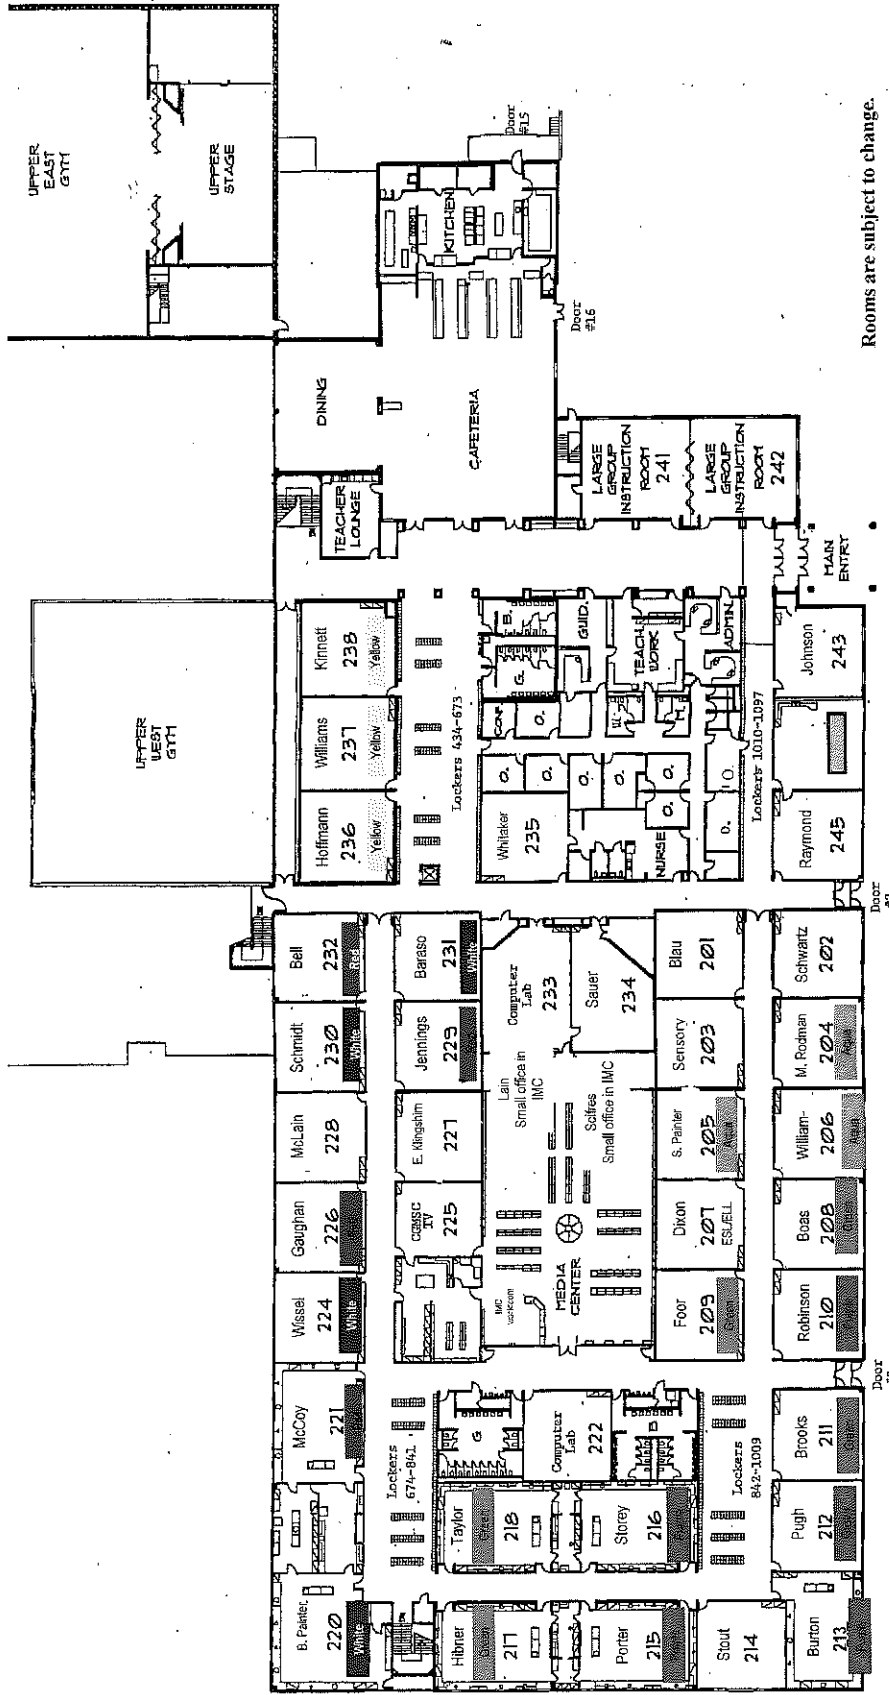 UPPER
EAST
GYM
UPPER
STAGE
Door
#15
KITCHEN
Door
#16
DINING
CAFETERIA
TEACHER
LOUNGE
LARGE
GROUP
INSTRUCTION
ROOM
241
LARGE
GROUP
INSTRUCTION
ROOM
242
MAIN
ENTRY
Rooms are subject to change.
UPPER
WEST
GYM
Kinnett
238
Yellow
Williams
237
Yellow
Hoffmann
236
Yellow
Lockers 434-673
B.
G.
GUID.
TEACH.
WORK
ADMIN.
CONF.
O.
W.
M.
O.
O.
O.
O.
O.
O.
O.
O.
Whitaker
235
NURSE
Lockers 1010-1097
Johnson
243
Raymond
245
Door
Bell
232
Red
Baraso
231
White
Computer
Lab
233
Sauer
234
Blau
201
Schwartz
202
Schmidt
230
White
Jennings
229
Lain
Small office in
IMC
Scifres
Small office in IMC
Sensory
203
M. Rodman
204
Aqua
McLain
228
E. Klingshim
227
S. Painter
205
Aqua
William-
206
Aqua
Gaughan
226
CGMSC
TV
225
MEDIA
CENTER
Dixon
207
ESL/ELL
Boas
208
Green
Wissel
224
White
IMC
workroom
Foor
209
Green
Robinson
210
Door
McCoy
221
Lockers
674-841
G
Computer
Lab
222
B
Lockers
842-1009
Brooks
211
Taylor
218
Storey
216
Pugh
212
B. Painter
220
White
Hibner
217
Porter
215
Stout
214
Burton
213